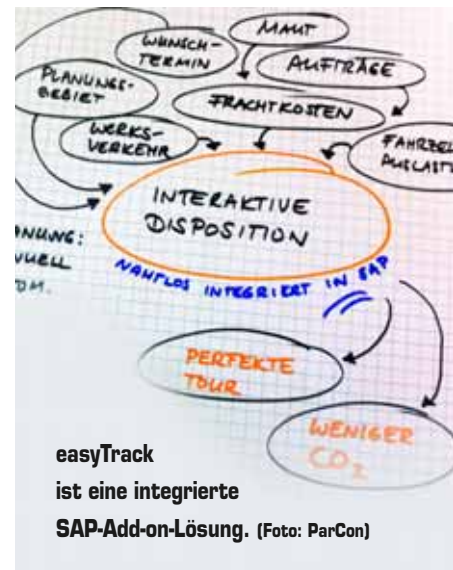 WUNSCH-
TERMIN
MAUT
AUFTRÄGE
PLANUNGS-
GEBIET
FRACHTKOSTEN
WERKS-
VERKEHR
INTERAKTIVE
DISPOSITION
NAHTLOS INTEGRIERT IN SAP
PERFEKTE
TOUR
WENIGER
CO₂
easyTrack
ist eine integrierte
SAP-Add-on-Lösung. (Foto: ParCon)